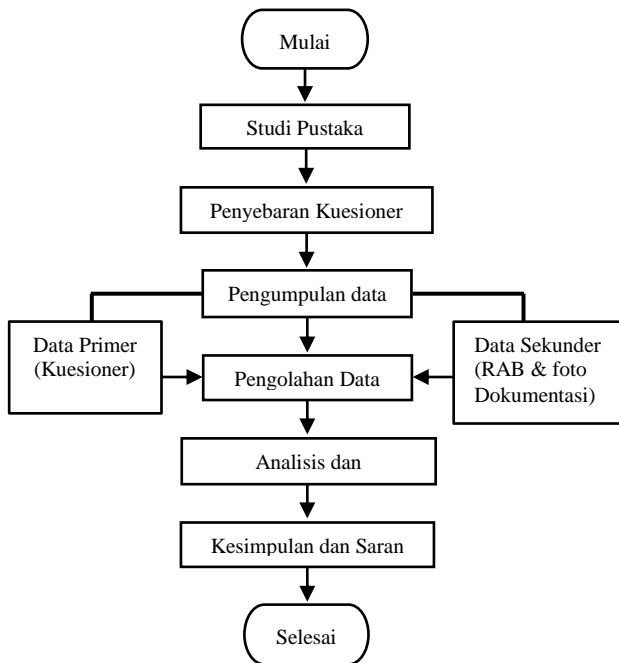 Mulai
Studi Pustaka
Penyebaran Kuesioner
Pengumpulan data
Data Primer
(Kuesioner)
Data Sekunder
(RAB & foto
Dokumentasi)
Pengolahan Data
Analisis dan
Kesimpulan dan Saran
Selesai